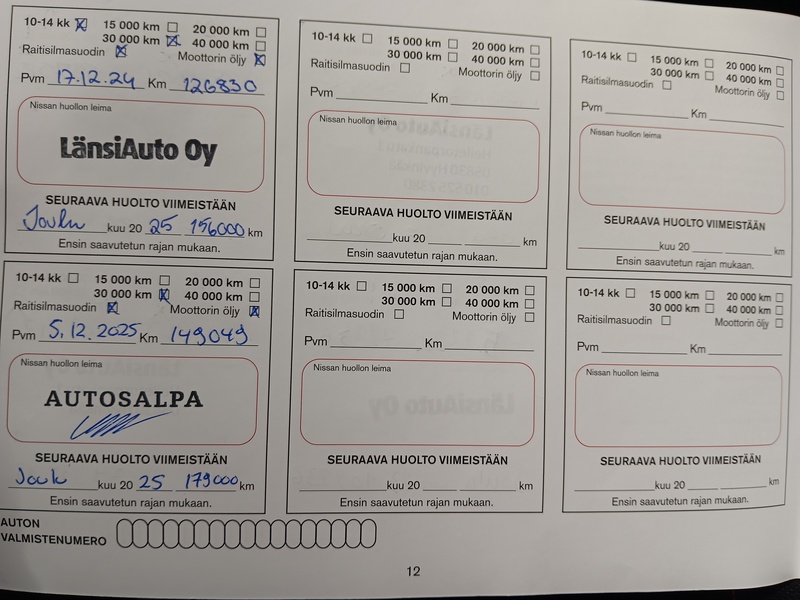 10-14 kk 15 000 km 20 000 km
30 000 km 40 000 km
Raitisilmasuodin Moottorin öljy
Pvm 17.12.24 Km 126830
Nissan huollon leima
LänsiAuto Oy
SEURAAVA HUOLTO VIIMEISTÄÄN
Joulu kuu 20 25 156000 km
Ensin saavutetun rajan mukaan.
10-14 kk 15 000 km 20 000 km
30 000 km 40 000 km
Raitisilmasuodin Moottorin öljy
Pvm Km
Nissan huollon leima
SEURAAVA HUOLTO VIIMEISTÄÄN
kuu 20 km
Ensin saavutetun rajan mukaan.
10-14 kk 15 000 km 20 000 km
30 000 km 40 000 km
Raitisilmasuodin Moottorin öljy
Pvm Km
Nissan huollon leima
SEURAAVA HUOLTO VIIMEISTÄÄN
kuu 20 km
Ensin saavutetun rajan mukaan.
10-14 kk 15 000 km 20 000 km
30 000 km 40 000 km
Raitisilmasuodin Moottorin öljy
Pvm 5.12.2025 Km 149049
Nissan huollon leima
AUTOSALPA
SEURAAVA HUOLTO VIIMEISTÄÄN
Joulu kuu 20 25 179000 km
Ensin saavutetun rajan mukaan.
10-14 kk 15 000 km 20 000 km
30 000 km 40 000 km
Raitisilmasuodin Moottorin öljy
Pvm Km
Nissan huollon leima
SEURAAVA HUOLTO VIIMEISTÄÄN
kuu 20 km
Ensin saavutetun rajan mukaan.
10-14 kk 15 000 km 20 000 km
30 000 km 40 000 km
Raitisilmasuodin Moottorin öljy
Pvm Km
Nissan huollon leima
SEURAAVA HUOLTO VIIMEISTÄÄN
kuu 20 km
Ensin saavutetun rajan mukaan.
AUTON
VALMISTENUMERO
12